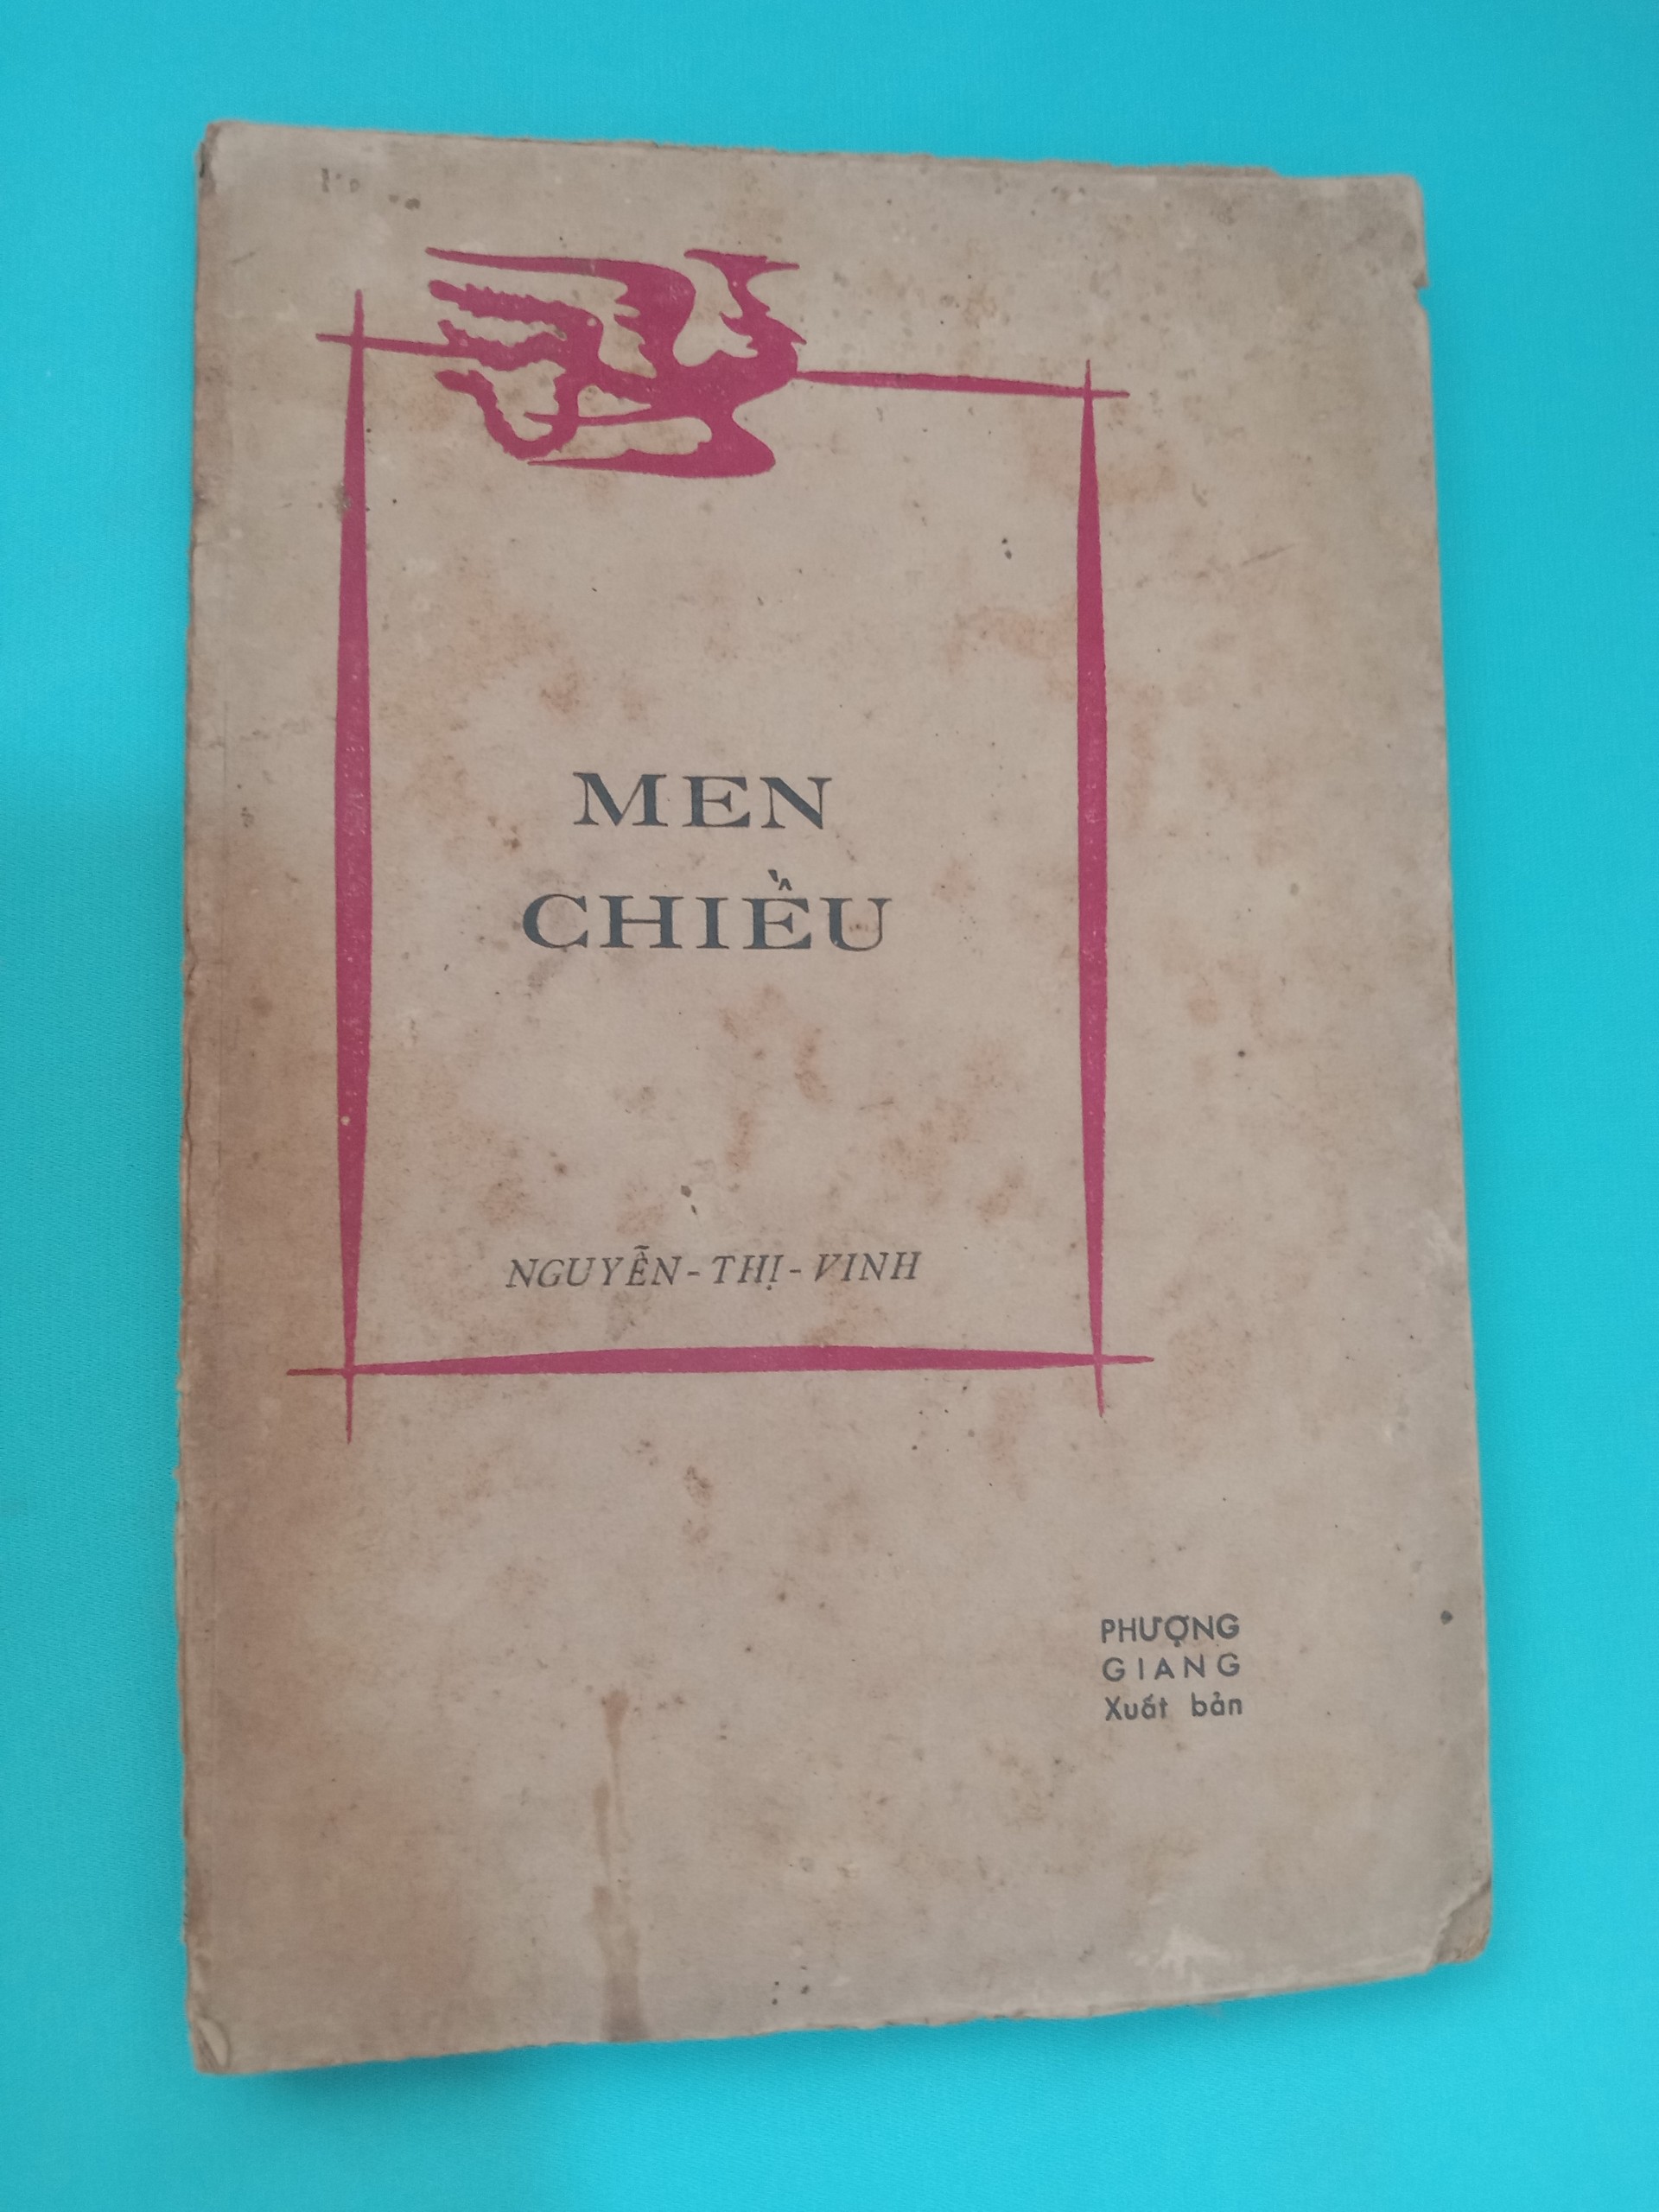 MEN
CHIỀU
NGUYỄN-THỊ-VINH
PHƯỢNG
GIANG
Xuất bản